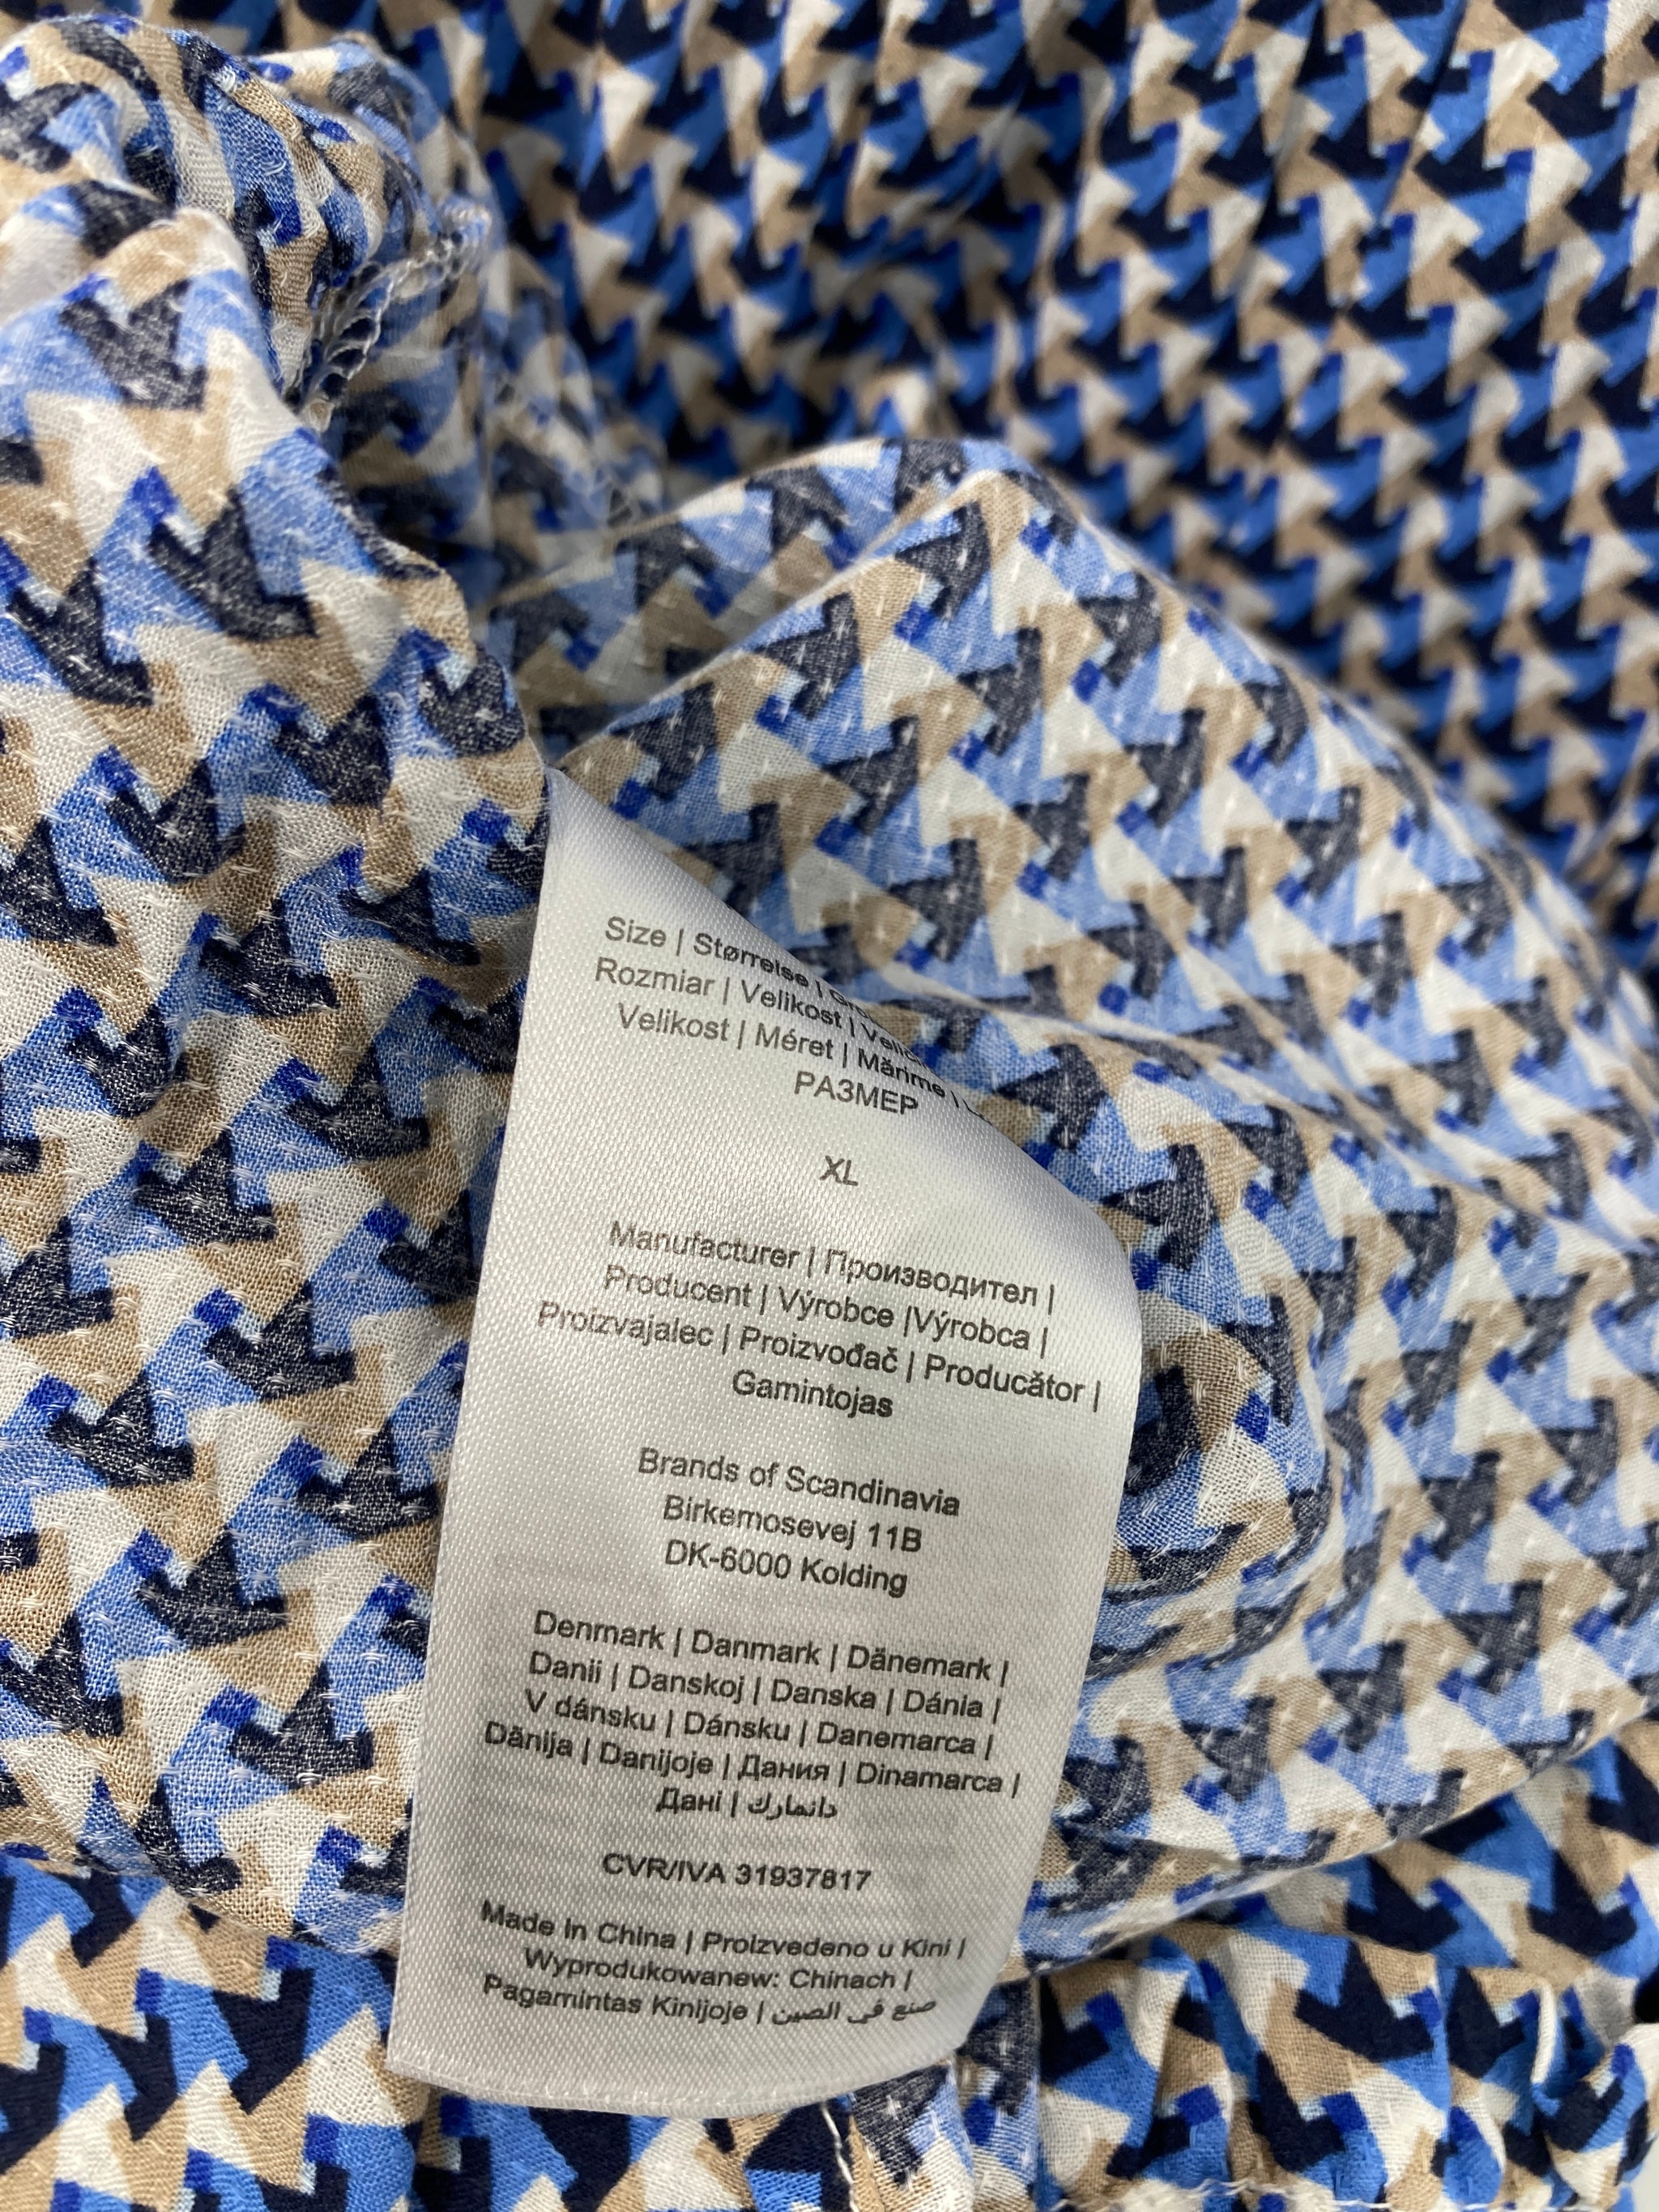 Size | Størrelse |
Rozmiar | Velikost |
Velikost | Méret | Mărime |
РАЗМЕР
XL
Manufacturer | Производител |
Producent | Výrobce |Výrobca |
Proizvajalec | Proizvođač | Producător |
Gamintojas
Brands of Scandinavia
Birkemosevej 11B
DK-6000 Kolding
Denmark | Danmark | Dänemark |
Danii | Danskoj | Danska | Dánia |
V dánsku | Dánsku | Danemarca |
Dānija | Danijoje | Дания | Dinamarca |
Данi | دانمارك
CVR/IVA 31937817
Made in China | Proizvedeno u Kini |
Wyprodukowanew: Chinach |
Pagamintas Kinijoje | صنع في الصين